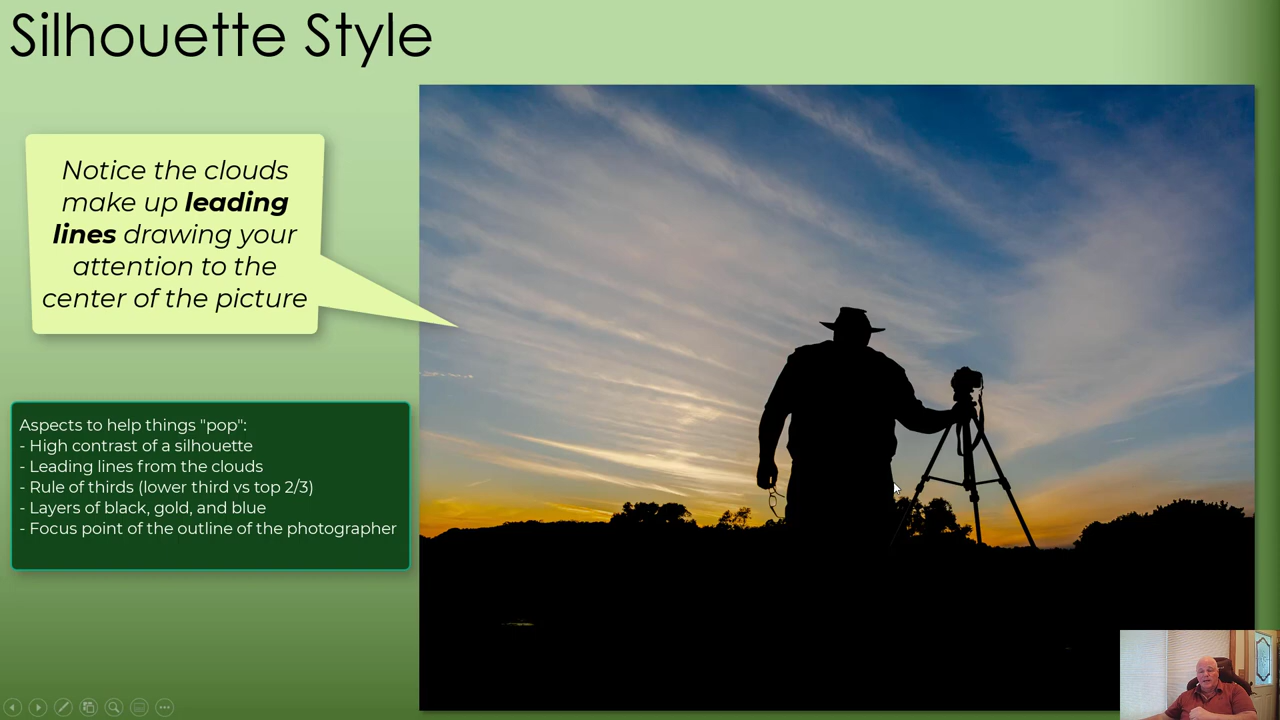 Silhouette Style
Notice the clouds
make up leading
lines drawing your
attention to the
center of the picture
Aspects to help things "pop":
- High contrast of a silhouette
- Leading lines from the clouds
- Rule of thirds (lower third vs top 2/3)
- Layers of black, gold, and blue
- Focus point of the outline of the photographer